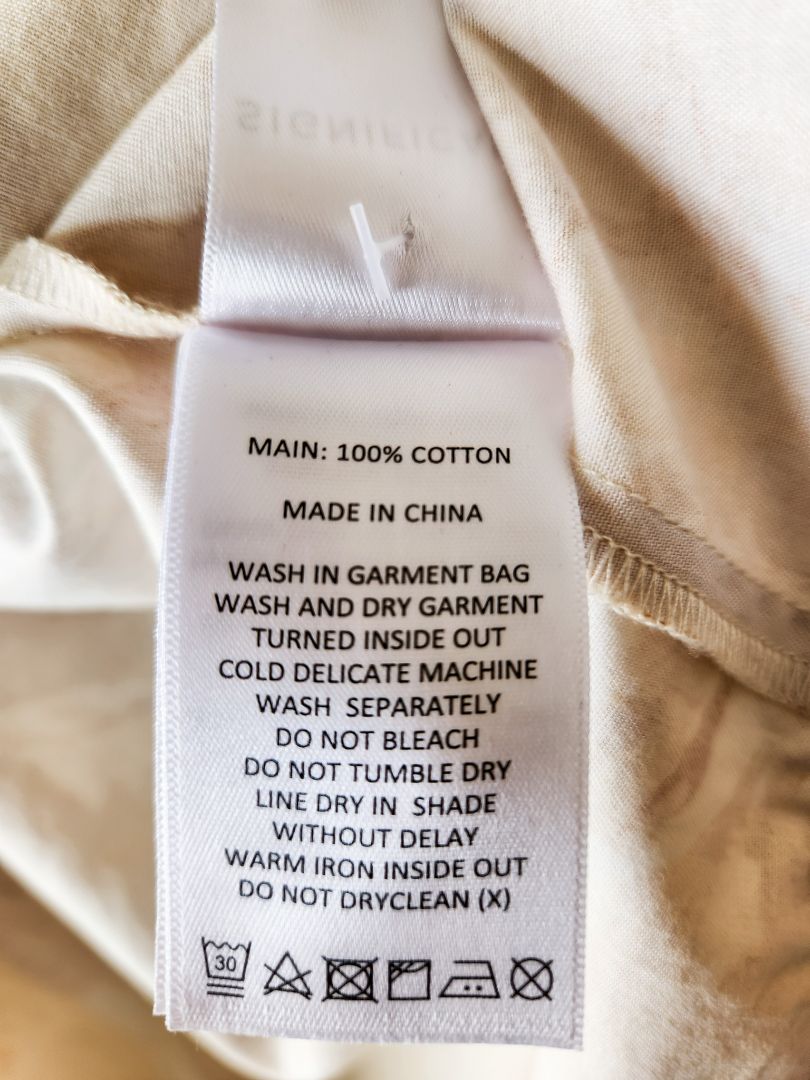 MAIN: 100% COTTON
MADE IN CHINA
WASH IN GARMENT BAG
WASH AND DRY GARMENT
TURNED INSIDE OUT
COLD DELICATE MACHINE
WASH SEPARATELY
DO NOT BLEACH
DO NOT TUMBLE DRY
LINE DRY IN SHADE
WITHOUT DELAY
WARM IRON INSIDE OUT
DO NOT DRYCLEAN (X)
30